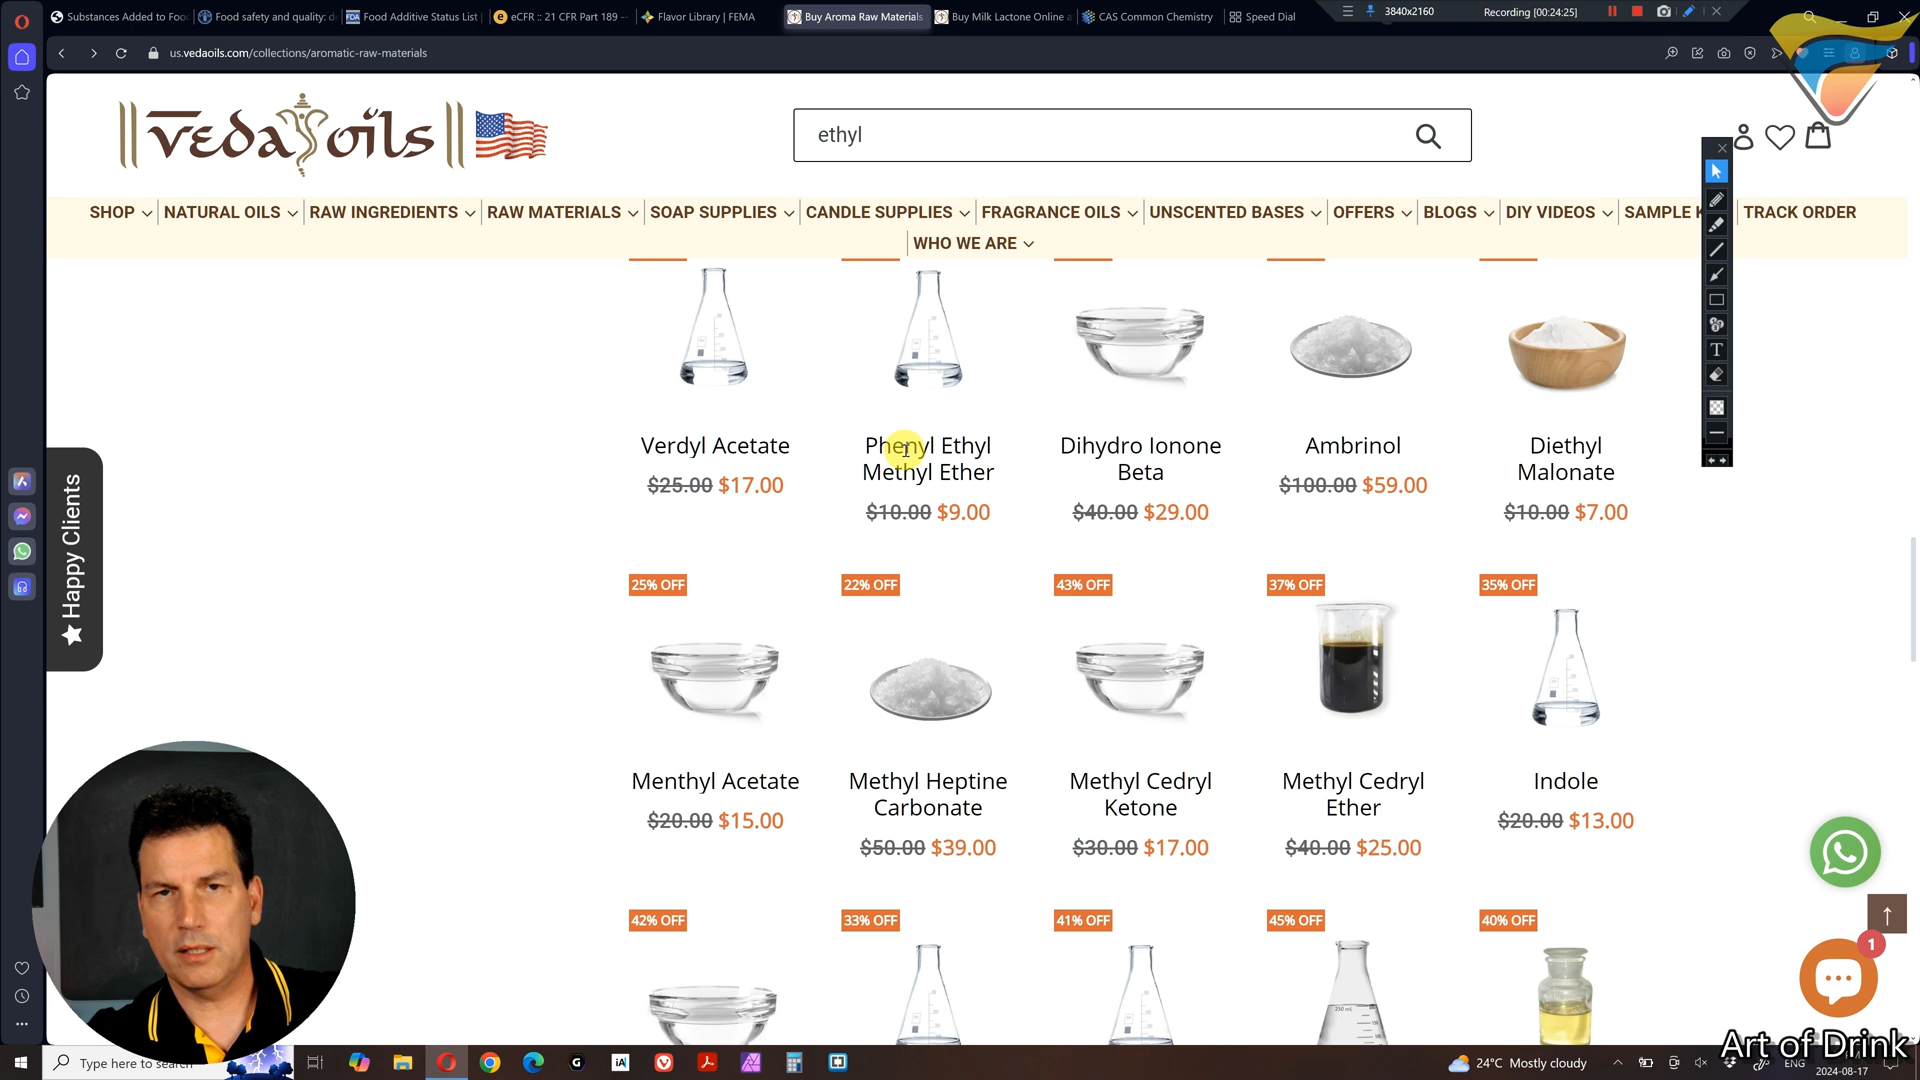 Substances Added to Foo
Food safety and quality: d
FDA Food Additive Status List
eCFR :: 21 CFR Part 189 --
Flavor Library | FEMA
Buy Aroma Raw Materials
Buy Milk Lactone Online a
CAS Common Chemistry
Speed Dial
3840x2160
Recording [00:24:25]
us.vedaoils.com/collections/aromatic-raw-materials
veda oils
ethyl
SHOP NATURAL OILS RAW INGREDIENTS RAW MATERIALS SOAP SUPPLIES CANDLE SUPPLIES FRAGRANCE OILS UNSCENTED BASES OFFERS BLOGS DIY VIDEOS SAMPLE K TRACK ORDER
WHO WE ARE
Verdyl Acetate
$25.00 $17.00
Phenyl Ethyl
Methyl Ether
$10.00 $9.00
Dihydro Ionone
Beta
$40.00 $29.00
Ambrinol
$100.00 $59.00
Diethyl
Malonate
$10.00 $7.00
Happy Clients
25% OFF
22% OFF
43% OFF
37% OFF
35% OFF
Menthyl Acetate
$20.00 $15.00
Methyl Heptine
Carbonate
$50.00 $39.00
Methyl Cedryl
Ketone
$30.00 $17.00
Methyl Cedryl
Ether
$40.00 $25.00
Indole
$20.00 $13.00
42% OFF
33% OFF
41% OFF
45% OFF
40% OFF
1
Type here to search
24°C Mostly cloudy
ENG
2024-08-17
Art of Drink